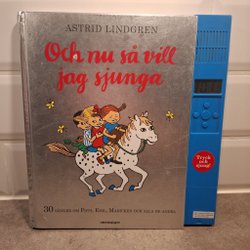 ASTRID LINDGREN
Och nu så vill
jag sjunga
Tryck och
sjung!
30 VISOR OM PIPPI, EMIL, MADICKEN OCH ALLA DE ANDRA